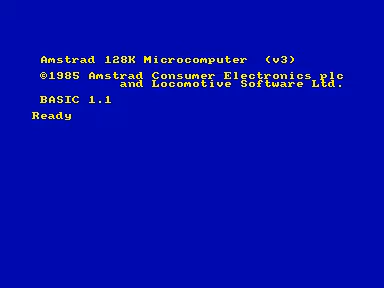 Amstrad 128K Microcomputer  (v3)
©1985 Amstrad Consumer Electronics plc
and Locomotive Software Ltd.
BASIC 1.1
Ready